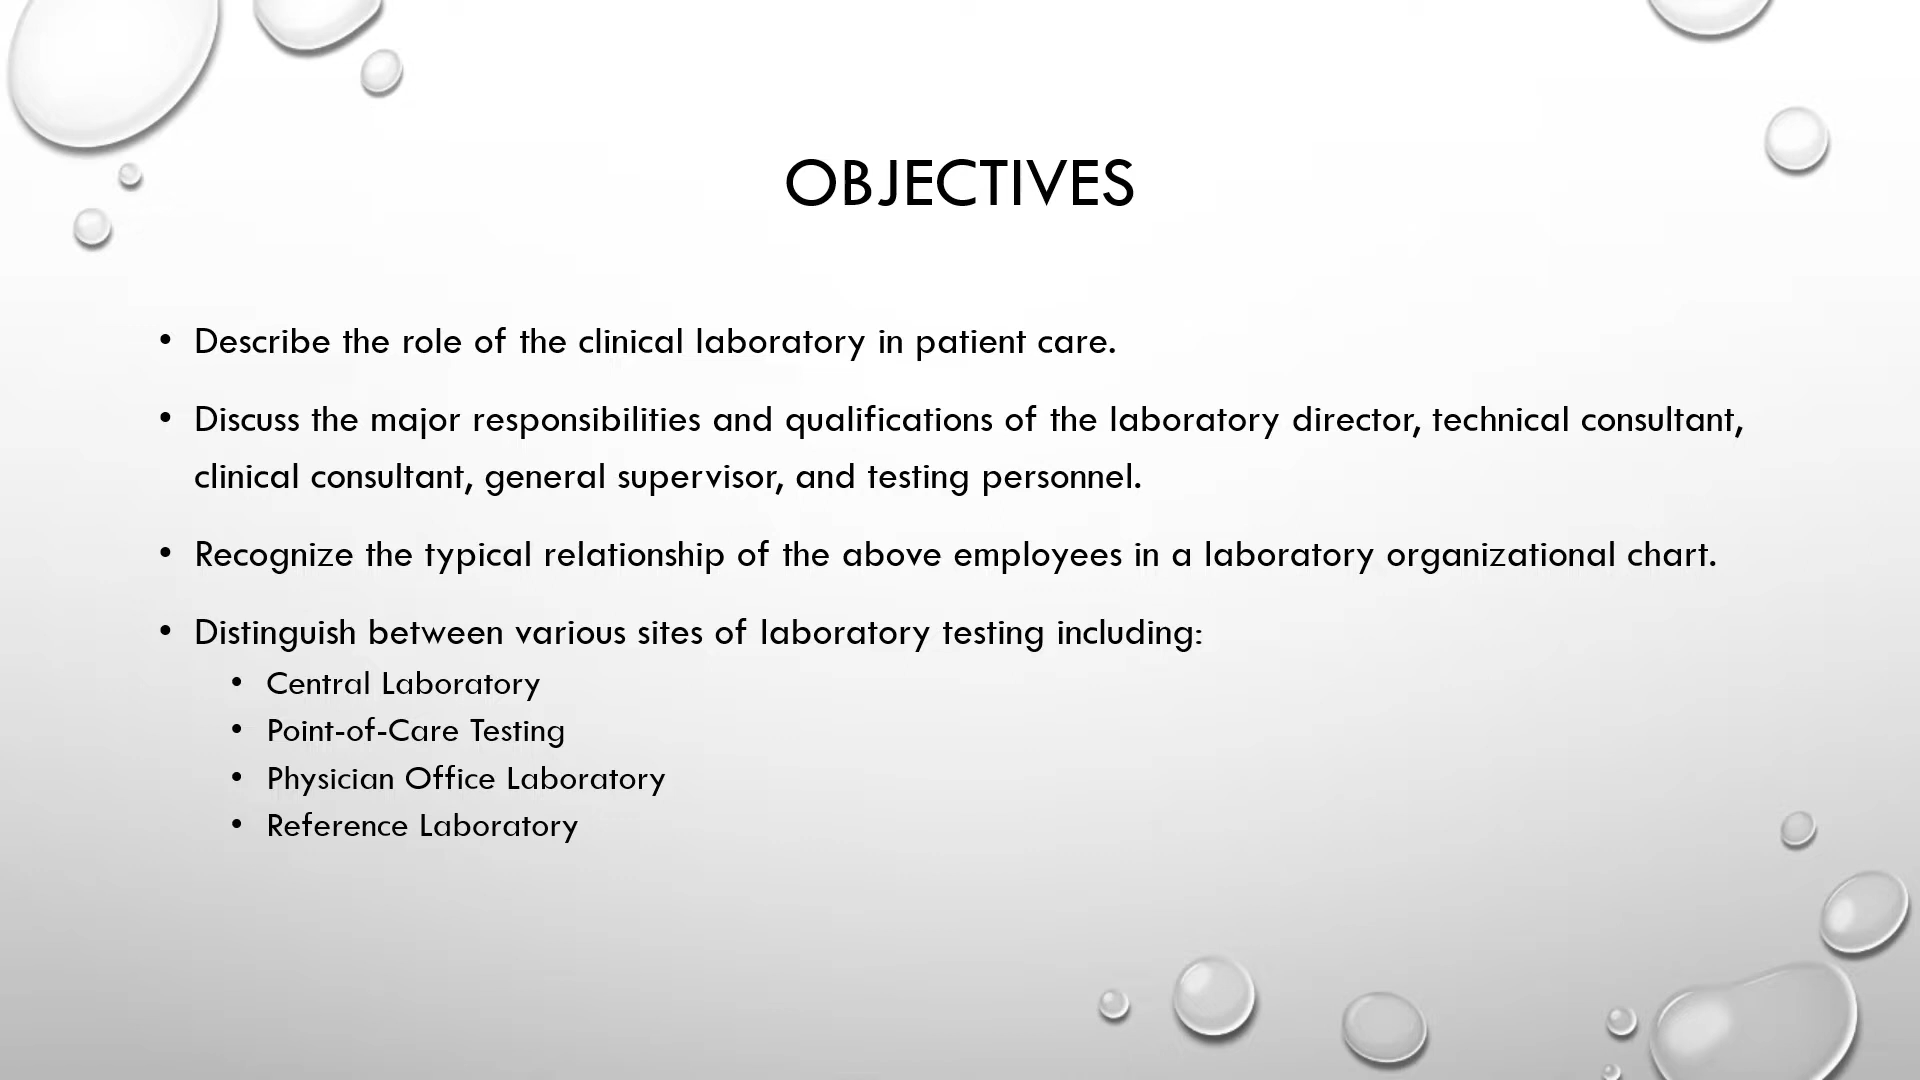 OBJECTIVES
• Describe the role of the clinical laboratory in patient care.
• Discuss the major responsibilities and qualifications of the laboratory director, technical consultant,
clinical consultant, general supervisor, and testing personnel.
• Recognize the typical relationship of the above employees in a laboratory organizational chart.
• Distinguish between various sites of laboratory testing including:
• Central Laboratory
• Point-of-Care Testing
• Physician Office Laboratory
• Reference Laboratory